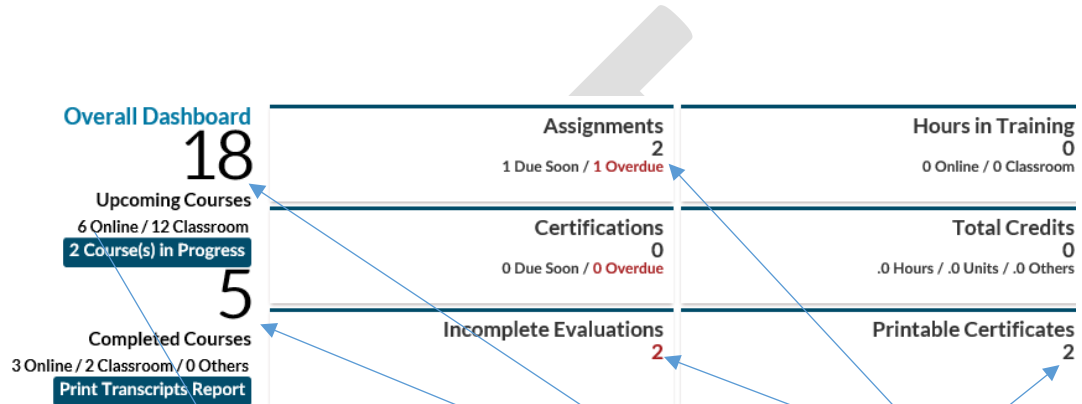 Overall Dashboard
18
Upcoming Courses
6 Online / 12 Classroom
2 Course(s) in Progress
5
Completed Courses
3 Online / 2 Classroom / 0 Others
Print Transcripts Report
Assignments
2
1 Due Soon / 1 Overdue
Certifications
0
0 Due Soon / 0 Overdue
Incomplete Evaluations
2
Hours in Training
0
0 Online / 0 Classroom
Total Credits
0
.0 Hours / .0 Units / .0 Others
Printable Certificates
2